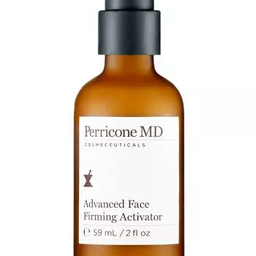 Perricone MD
COSMECEUTICALS
Advanced Face
Firming Activator
℮ 59 mL / 2 fl oz